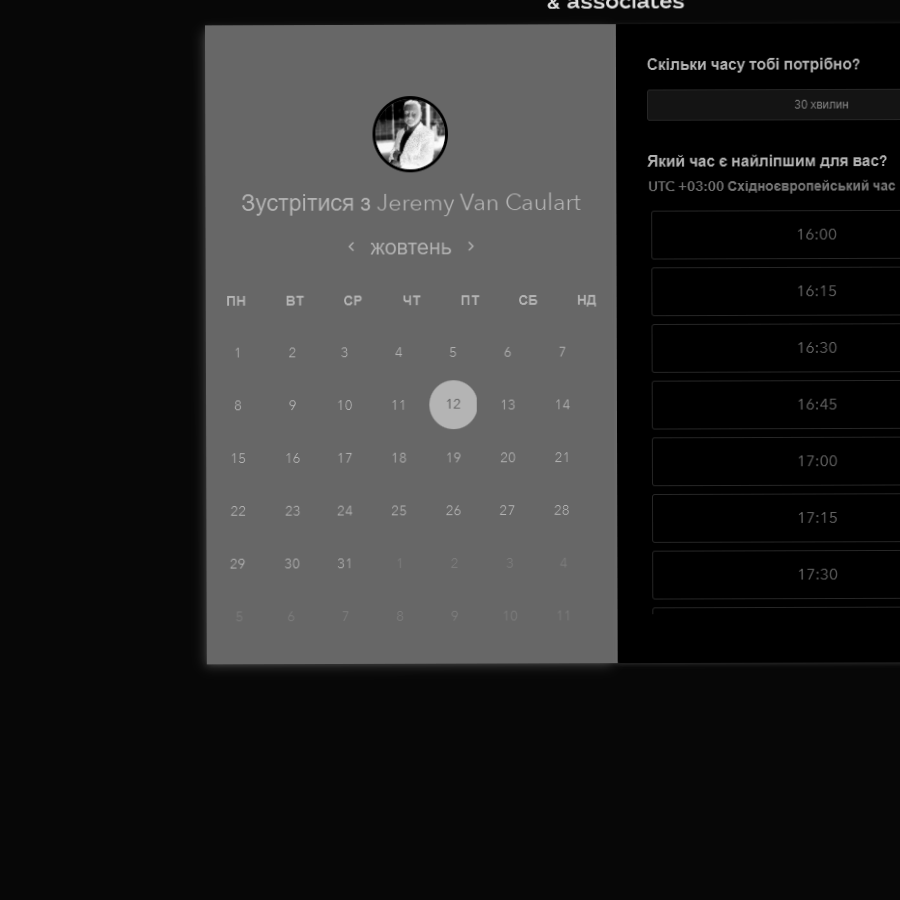 & associates
Зустрітися з Jeremy Van Caulart
‹ жовтень ›
ПН ВТ СР ЧТ ПТ СБ НД
1 2 3 4 5 6 7
8 9 10 11 12 13 14
15 16 17 18 19 20 21
22 23 24 25 26 27 28
29 30 31 1 2 3 4
5 6 7 8 9 10 11
Скільки часу тобі потрібно?
30 хвилин
Який час є найліпшим для вас?
UTC +03:00 Східноєвропейський час
16:00
16:15
16:30
16:45
17:00
17:15
17:30